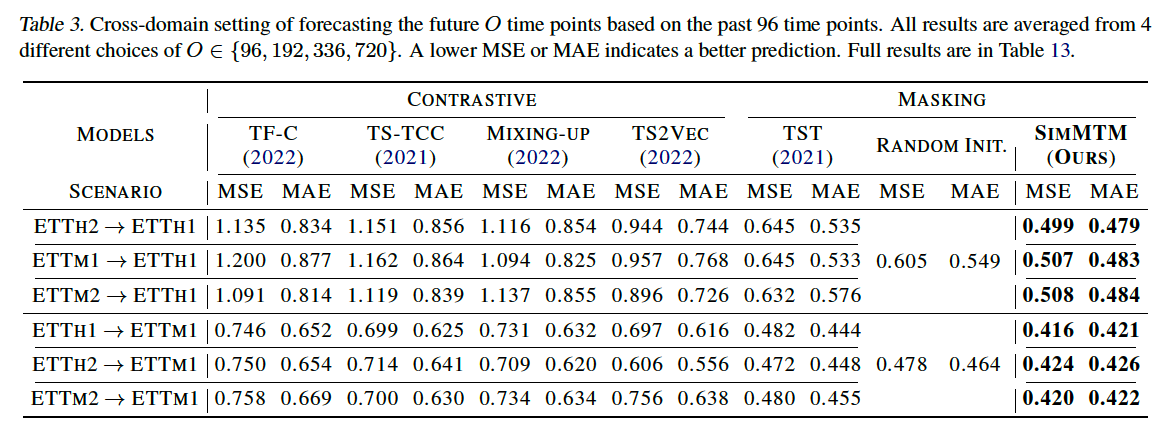 Table 3. Cross-domain setting of forecasting the future O time points based on the past 96 time points. All results are averaged from 4
different choices of O ∈ {96, 192, 336, 720}. A lower MSE or MAE indicates a better prediction. Full results are in Table 13.
CONTRASTIVE MASKING
MODELS TF-C TS-TCC MIXING-UP TS2VEC TST RANDOM INIT. SIMMTM
(2022) (2021) (2022) (2022) (2021) (OURS)
SCENARIO MSE MAE MSE MAE MSE MAE MSE MAE MSE MAE MSE MAE MSE MAE
ETTH2 → ETTH1 1.135 0.834 1.151 0.856 1.116 0.854 0.944 0.744 0.645 0.535 0.499 0.479
ETTM1 → ETTH1 1.200 0.877 1.162 0.864 1.094 0.825 0.957 0.768 0.645 0.533 0.605 0.549 0.507 0.483
ETTM2 → ETTH1 1.091 0.814 1.119 0.839 1.137 0.855 0.896 0.726 0.632 0.576 0.508 0.484
ETTH1 → ETTM1 0.746 0.652 0.699 0.625 0.731 0.632 0.697 0.616 0.482 0.444 0.416 0.421
ETTH2 → ETTM1 0.750 0.654 0.714 0.641 0.709 0.620 0.606 0.556 0.472 0.448 0.478 0.464 0.424 0.426
ETTM2 → ETTM1 0.758 0.669 0.700 0.630 0.734 0.634 0.756 0.638 0.480 0.455 0.420 0.422